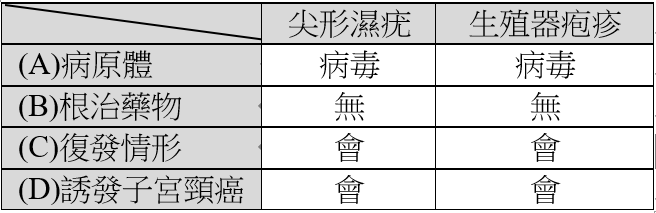 尖形濕疣 生殖器疱疹
(A)病原體 病毒 病毒
(B)根治藥物 無 無
(C)復發情形 會 會
(D)誘發子宮頸癌 會 會